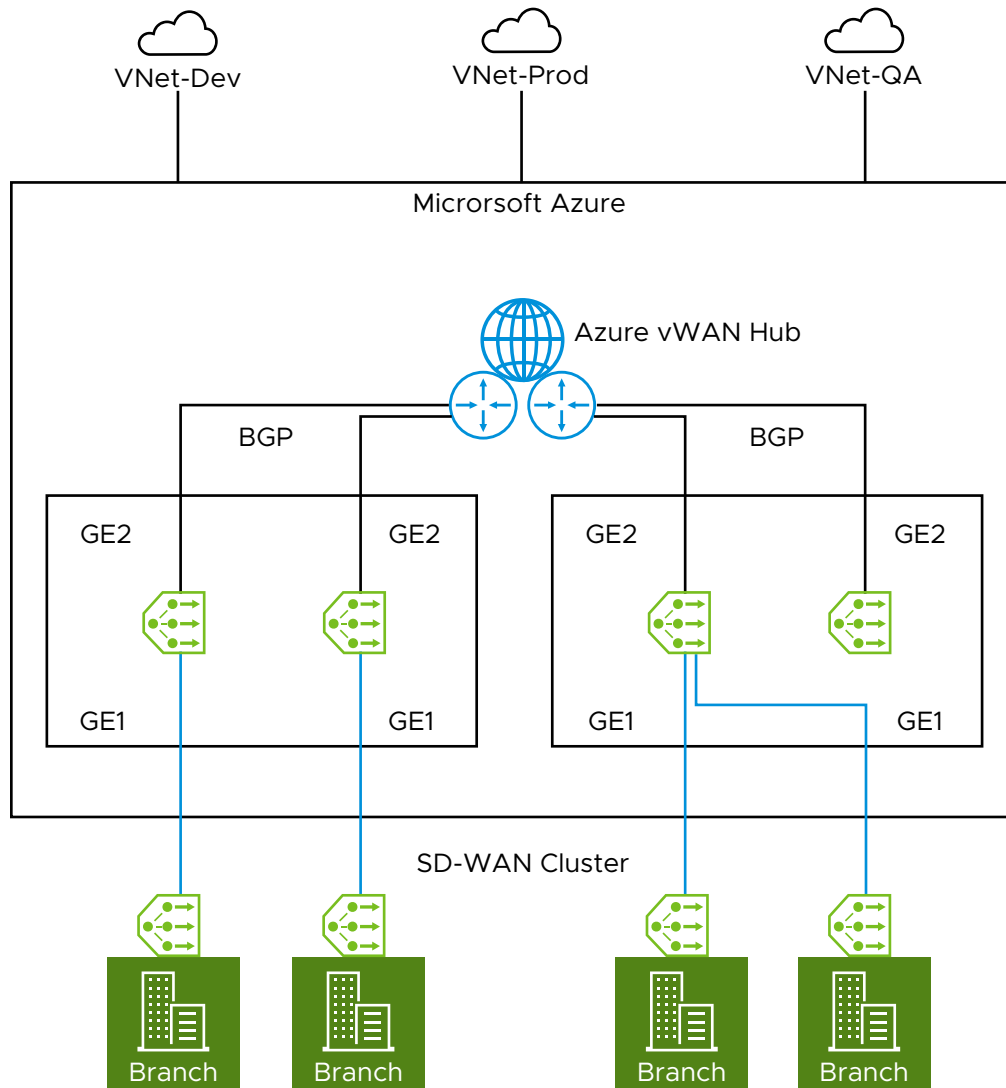 VNet-Dev
VNet-Prod
VNet-QA
Microrsoft Azure
Azure vWAN Hub
BGP
BGP
GE2
GE2
GE2
GE2
GE1
GE1
GE1
GE1
SD-WAN Cluster
Branch
Branch
Branch
Branch